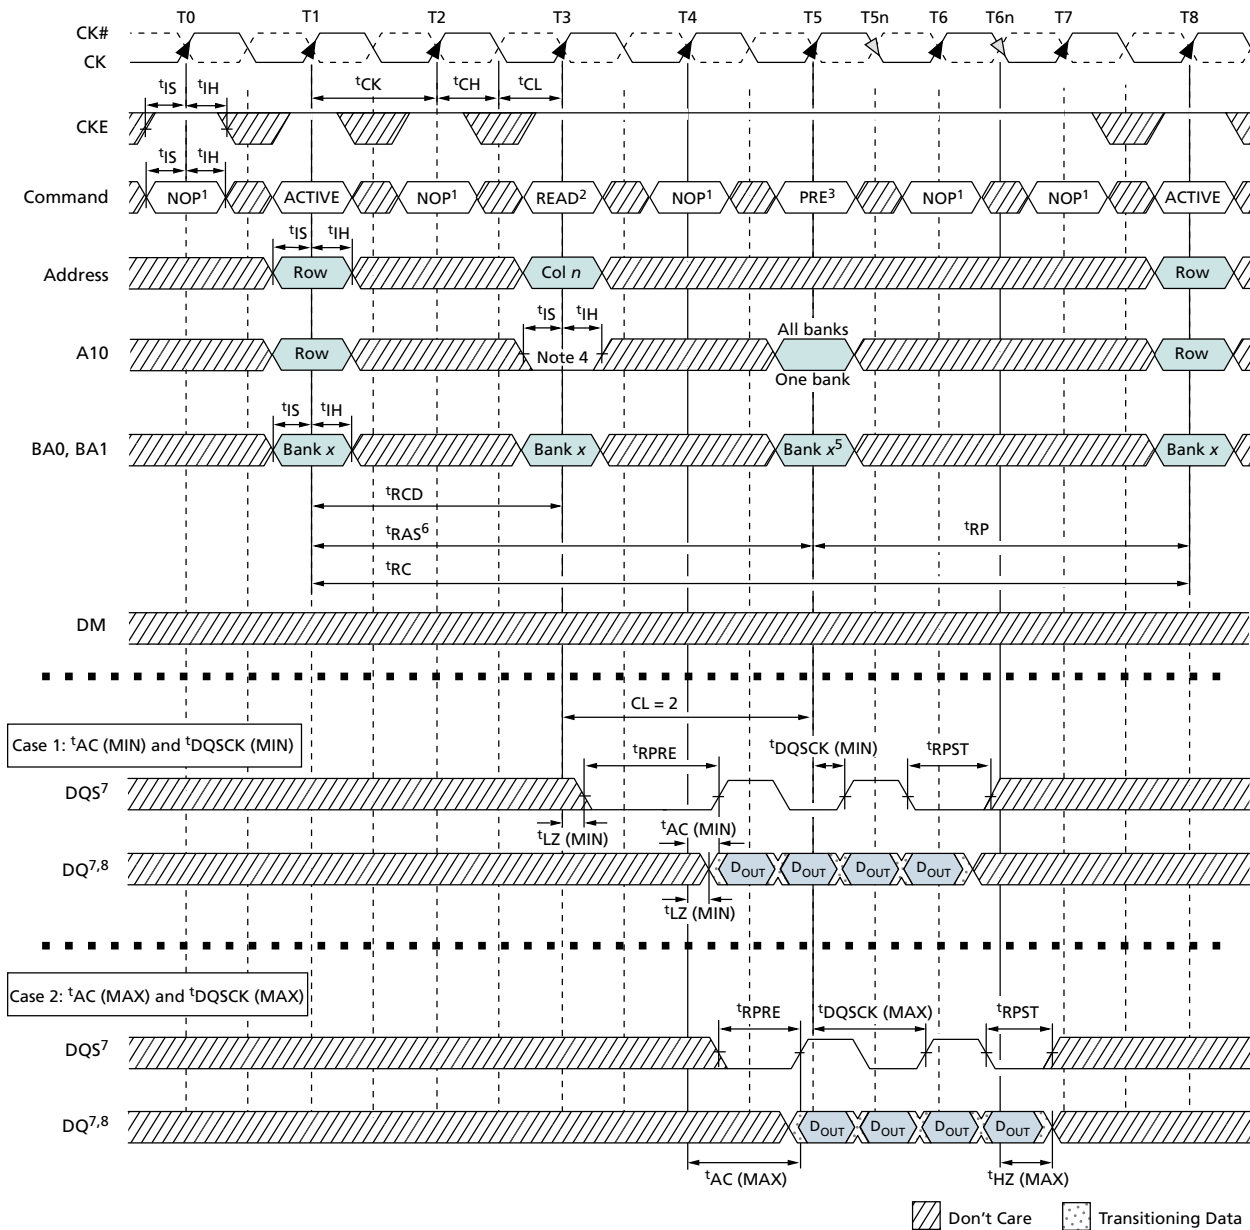 T0 T1 T2 T3 T4 T5 T5n T6 T6n T7 T8
CK#
CK
tCK tCH tCL
tIS tIH
CKE
tIS tIH
Command NOP1 ACTIVE NOP1 READ2 NOP1 PRE3 NOP1 NOP1 ACTIVE
tIS tIH
Address Row Col n Row
tIS tIH
All banks
A10 Row Note 4 Row
One bank
tIS tIH
BA0, BA1 Bank x Bank x Bank x5 Bank x
tRCD
tRAS6 tRP
tRC
DM
CL = 2
Case 1: tAC (MIN) and tDQSCK (MIN)
tRPRE tDQSCK (MIN) tRPST
DQS7
tLZ (MIN) tAC (MIN)
DQ7,8 DOUT DOUT DOUT DOUT
tLZ (MIN)
Case 2: tAC (MAX) and tDQSCK (MAX)
tRPRE tDQSCK (MAX) tRPST
DQS7
DQ7,8 DOUT DOUT DOUT DOUT
tAC (MAX) tHZ (MAX)
Don't Care Transitioning Data